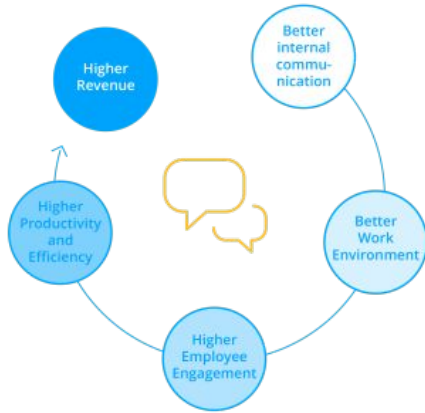 Better
internal
commu-
nication
Better
Work
Environment
Higher
Employee
Engagement
Higher
Productivity
and
Efficiency
Higher
Revenue